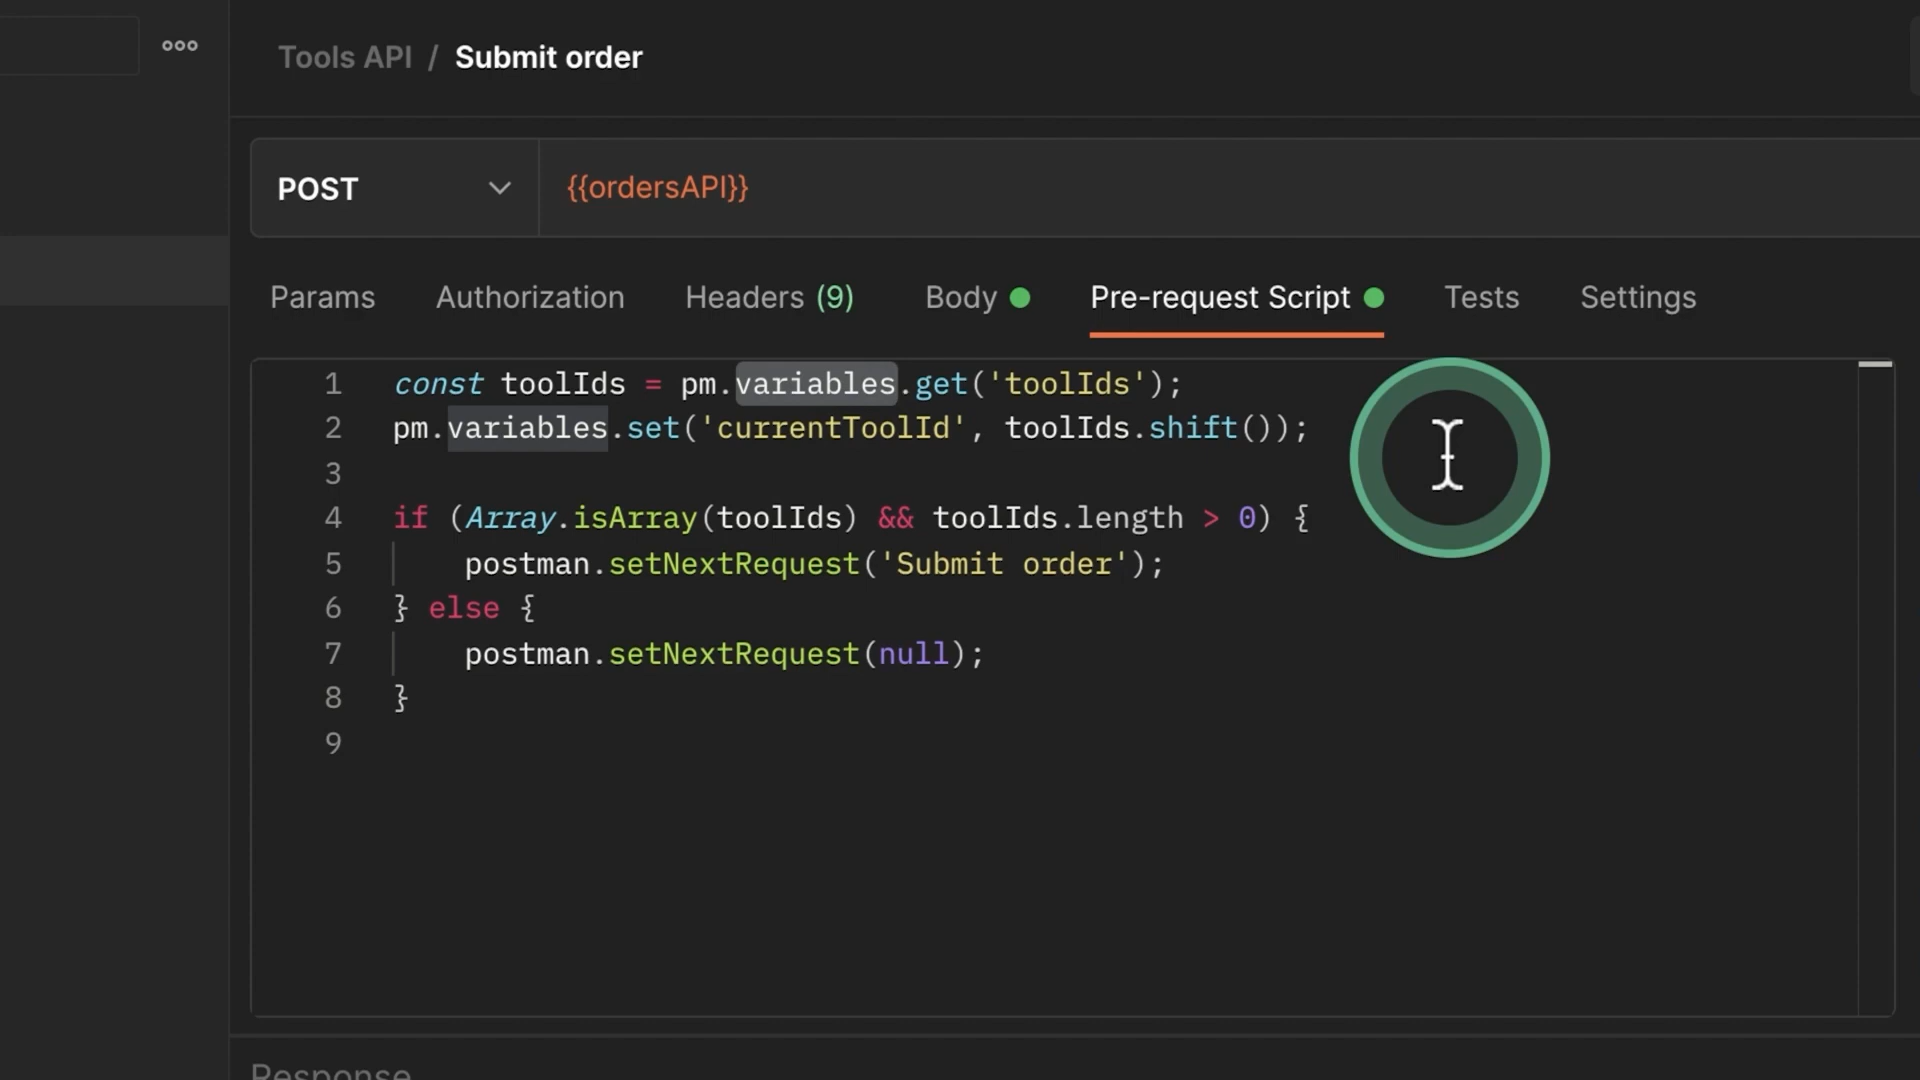 Tools API / Submit order
POST {{ordersAPI}}
Params Authorization Headers (9) Body Pre-request Script Tests Settings
1 const toolIds = pm.variables.get('toolIds');
2 pm.variables.set('currentToolId', toolIds.shift());
3
4 if (Array.isArray(toolIds) && toolIds.length > 0) {
5 postman.setNextRequest('Submit order');
6 } else {
7 postman.setNextRequest(null);
8 }
9
Response